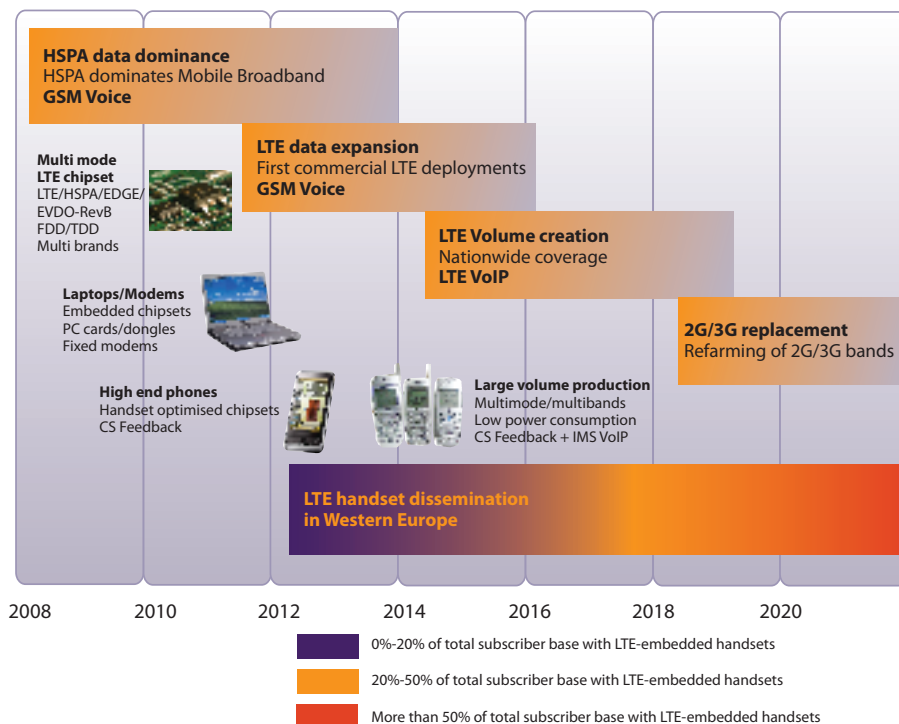 HSPA data dominance
HSPA dominates Mobile Broadband
GSM Voice
LTE data expansion
First commercial LTE deployments
GSM Voice
Multi mode
LTE chipset
LTE/HSPA/EDGE/
EVDO-RevB
FDD/TDD
Multi brands
LTE Volume creation
Nationwide coverage
LTE VoIP
Laptops/Modems
Embedded chipsets
PC cards/dongles
Fixed modems
2G/3G replacement
Refarming of 2G/3G bands
High end phones
Handset optimised chipsets
CS Feedback
Large volume production
Multimode/multibands
Low power consumption
CS Feedback + IMS VoIP
LTE handset dissemination
in Western Europe
2008 2010 2012 2014 2016 2018 2020
0%-20% of total subscriber base with LTE-embedded handsets
20%-50% of total subscriber base with LTE-embedded handsets
More than 50% of total subscriber base with LTE-embedded handsets